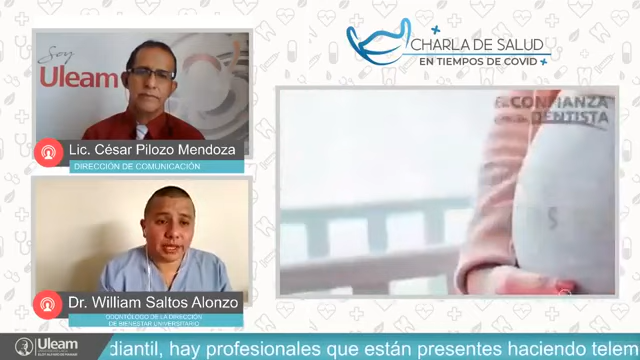 Soy
Uleam
Lic. César Pilozo Mendoza
DIRECCIÓN DE COMUNICACIÓN
Dr. William Saltos Alonzo
ODONTÓLOGO DE LA DIRECCIÓN
DE BIENESTAR UNIVERSITARIO
CHARLA DE SALUD
EN TIEMPOS DE COVID
CONFIANZA
DENTISTA
Uleam
diantil, hay profesionales que están presentes haciendo telem